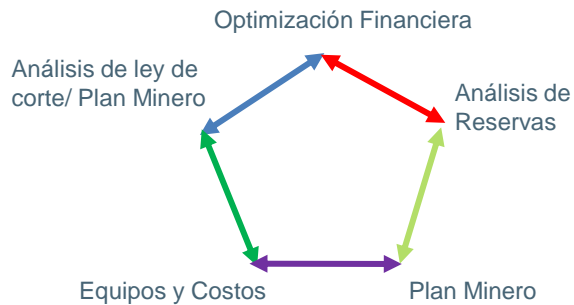 Optimización Financiera
Análisis de ley de
corte/ Plan Minero
Análisis de
Reservas
Equipos y Costos
Plan Minero